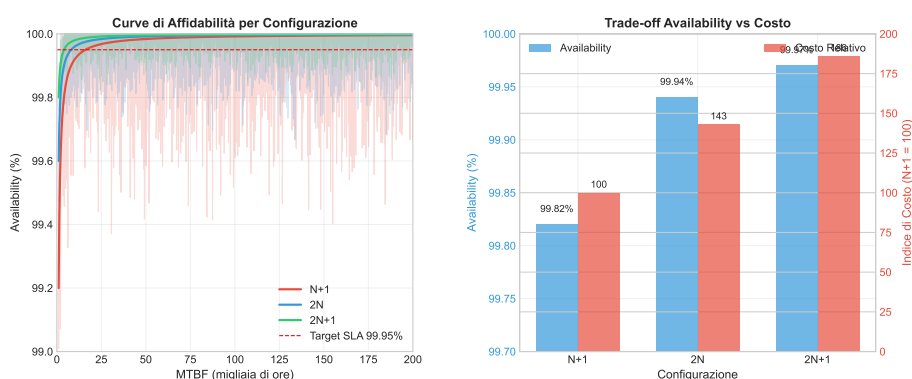 Curve di Affidabilità per Configurazione
Availability (%)
100.0
99.8
99.6
99.4
99.2
99.0
N+1
2N
2N+1
Target SLA 99.95%
0 25 50 75 100 125 150 175 200
MTBF (migliaia di ore)
Trade-off Availability vs Costo
Availability (%)
100.00
99.95
99.90
99.85
99.80
99.75
99.70
Availability
Costo Relativo
99.82%
100
99.94%
143
99.97%
N+1 2N 2N+1
Configurazione
200
175
150
125
100
75
50
25
0
Indice di Costo (N+1 = 100)